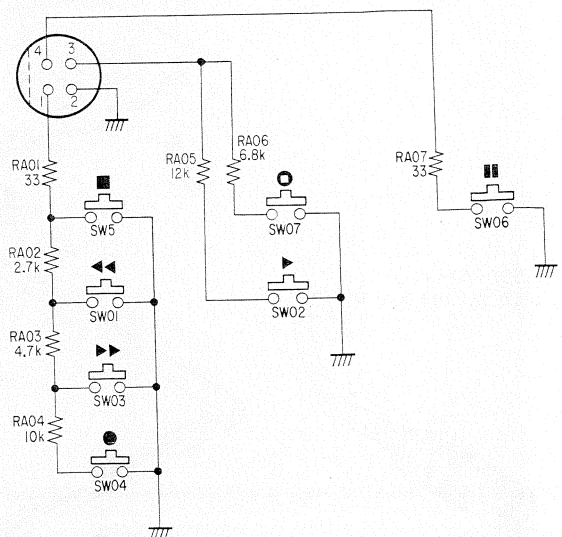 4 3
1 2
RA01
33
SW5
RA02
2.7k
SW01
RA03
4.7k
SW03
RA04
10k
SW04
RA05
12k
RA06
6.8k
SW07
SW02
RA07
33
SW06